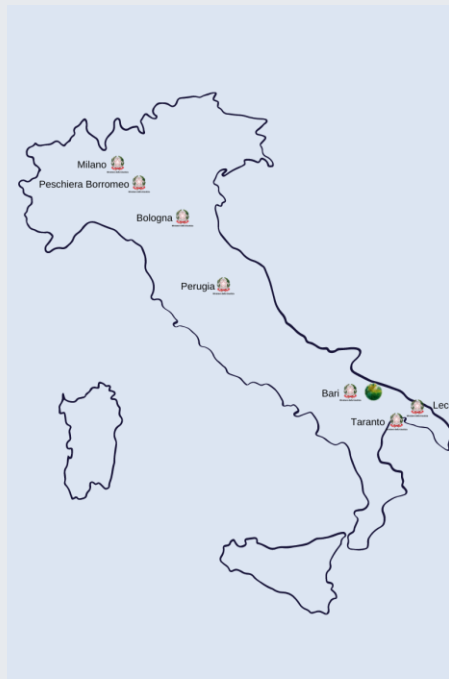 Milano
Peschiera Borromeo
Bologna
Perugia
Bari
Lec
Taranto